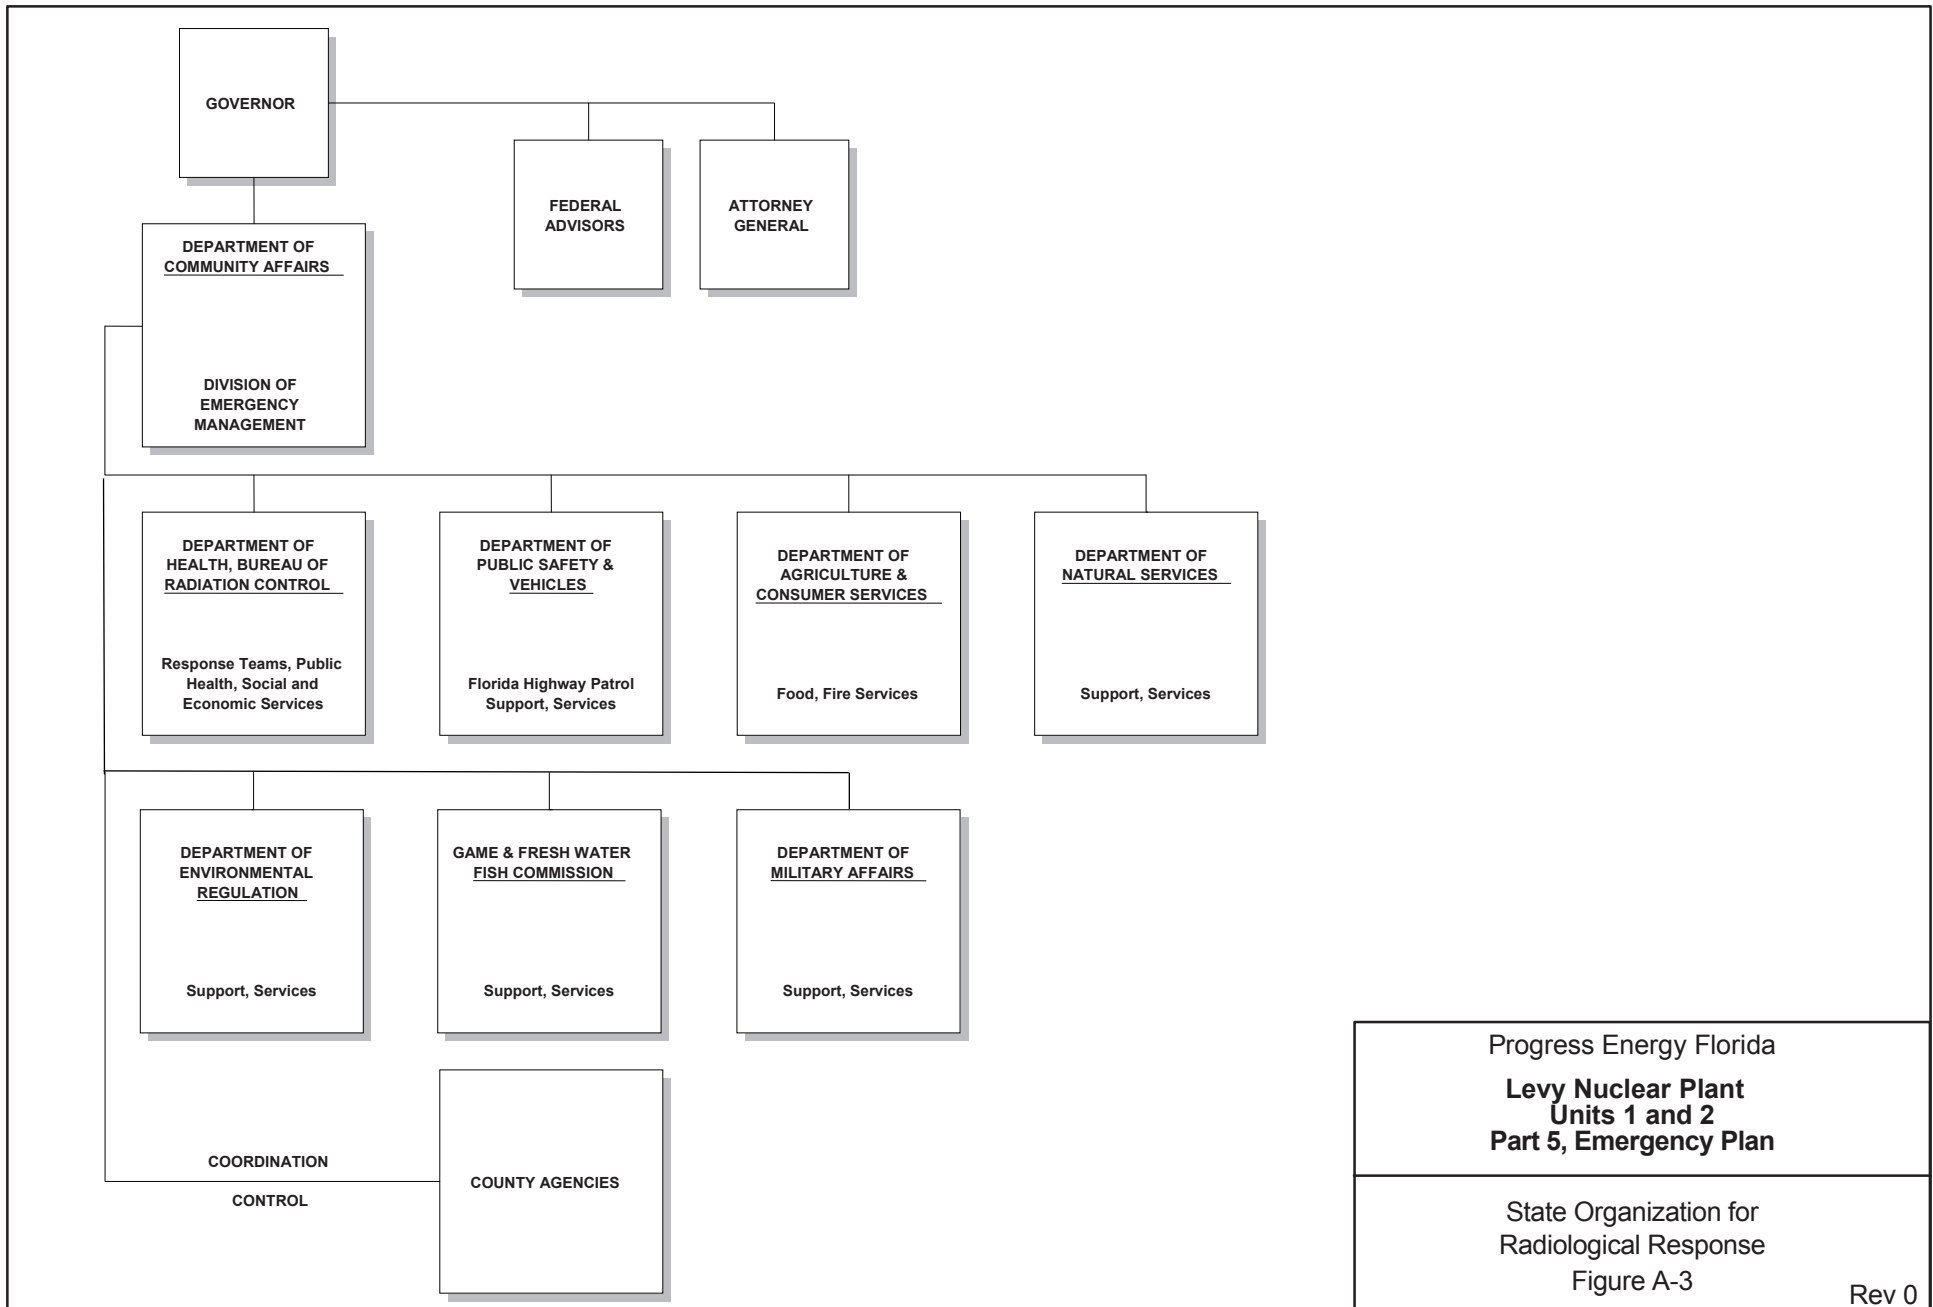 GOVERNOR
FEDERAL
ADVISORS
ATTORNEY
GENERAL
DEPARTMENT OF
COMMUNITY AFFAIRS
DIVISION OF
EMERGENCY
MANAGEMENT
DEPARTMENT OF
HEALTH, BUREAU OF
RADIATION CONTROL
Response Teams, Public
Health, Social and
Economic Services
DEPARTMENT OF
PUBLIC SAFETY &
VEHICLES
Florida Highway Patrol
Support, Services
DEPARTMENT OF
AGRICULTURE &
CONSUMER SERVICES
Food, Fire Services
DEPARTMENT OF
NATURAL SERVICES
Support, Services
DEPARTMENT OF
ENVIRONMENTAL
REGULATION
Support, Services
GAME & FRESH WATER
FISH COMMISSION
Support, Services
DEPARTMENT OF
MILITARY AFFAIRS
Support, Services
COORDINATION
CONTROL
COUNTY AGENCIES
Progress Energy Florida
Levy Nuclear Plant
Units 1 and 2
Part 5, Emergency Plan
State Organization for
Radiological Response
Figure A-3
Rev 0